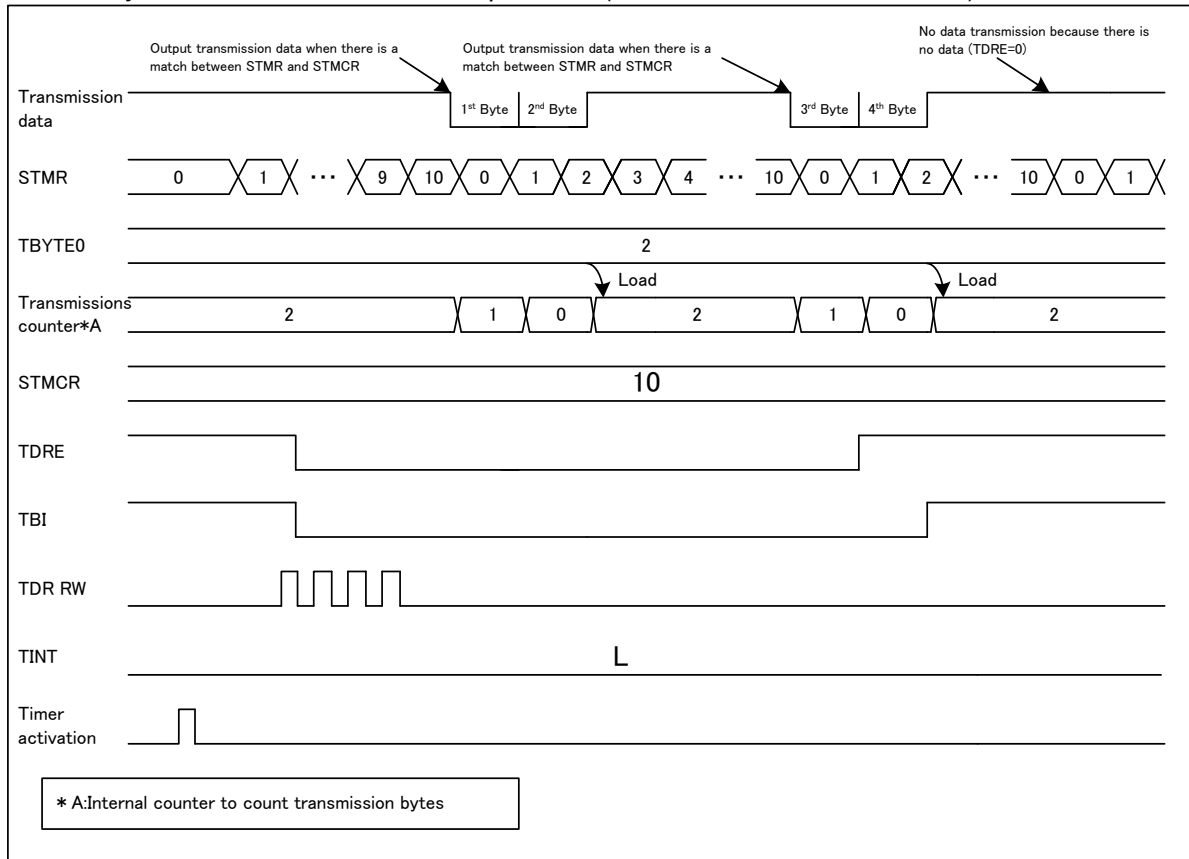 Output transmission data when there is a
match between STMR and STMCR
Output transmission data when there is a
match between STMR and STMCR
No data transmission because there is
no data (TDRE=0)
Transmission
data
1st Byte 2nd Byte 3rd Byte 4th Byte
STMR
0 1 ··· 9 10 0 1 2 3 4 ··· 10 0 1 2 ··· 10 0 1
TBYTE0
2
Load Load
Transmissions
counter*A
2 1 0 2 1 0 2
STMCR
10
TDRE
TBI
TDR RW
TINT
L
Timer
activation
* A:Internal counter to count transmission bytes